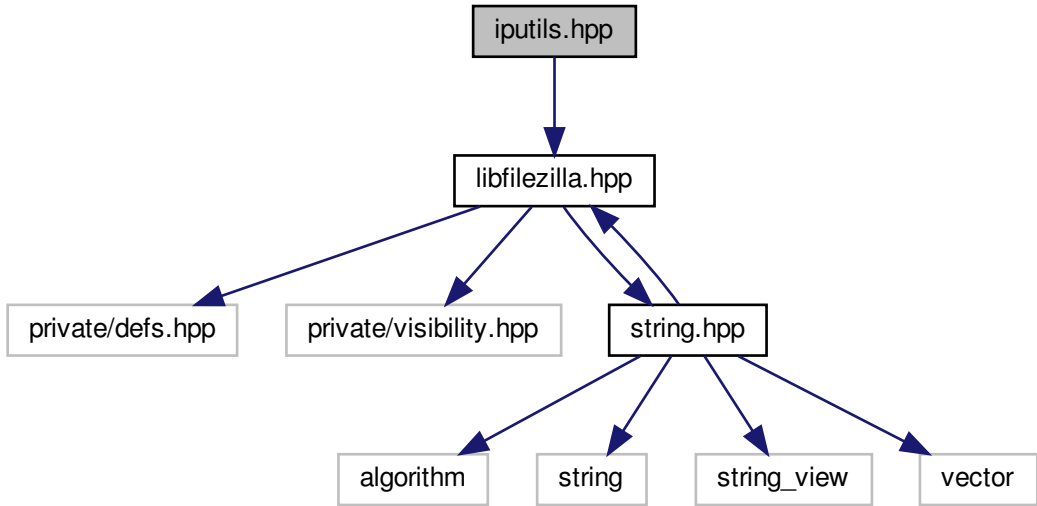 iputils.hpp
libfilezilla.hpp
private/defs.hpp
private/visibility.hpp
string.hpp
algorithm
string
string_view
vector